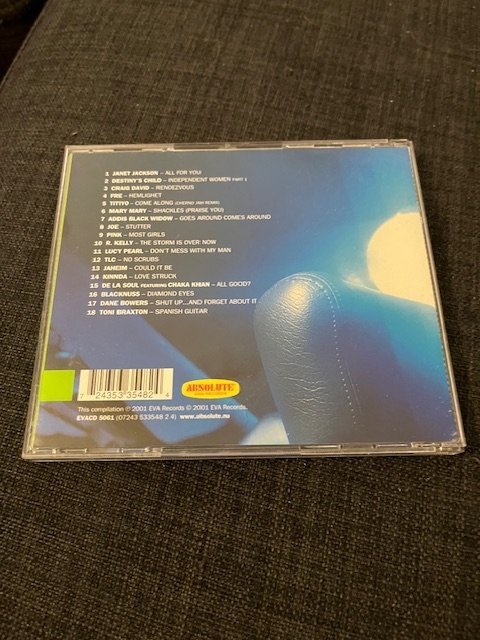 1 JANET JACKSON – ALL FOR YOU
2 DESTINY'S CHILD – INDEPENDENT WOMEN PART 1
3 CRAIG DAVID – RENDEZVOUS
4 FRE – HEMLIGHET
5 TITIYO – COME ALONG (CHERNO JAH REMIX)
6 MARY MARY – SHACKLES (PRAISE YOU)
7 ADDIS BLACK WIDOW – GOES AROUND COMES AROUND
8 JOE – STUTTER
9 PINK – MOST GIRLS
10 R. KELLY – THE STORM IS OVER NOW
11 LUCY PEARL – DON'T MESS WITH MY MAN
12 TLC – NO SCRUBS
13 JAHEIM – COULD IT BE
14 KINNDA – LOVE STRUCK
15 DE LA SOUL FEATURING CHAKA KHAN – ALL GOOD?
16 BLACKNUSS – DIAMOND EYES
17 DANE BOWERS – SHUT UP...AND FORGET ABOUT IT
18 TONI BRAXTON – SPANISH GUITAR
7 24353 35482 4
ABSOLUTE
EVA RECORDS
This compilation ℗ 2001 EVA Records © 2001 EVA Records.
EVACD 5061 (07243 533548 2 4) www.absolute.nu